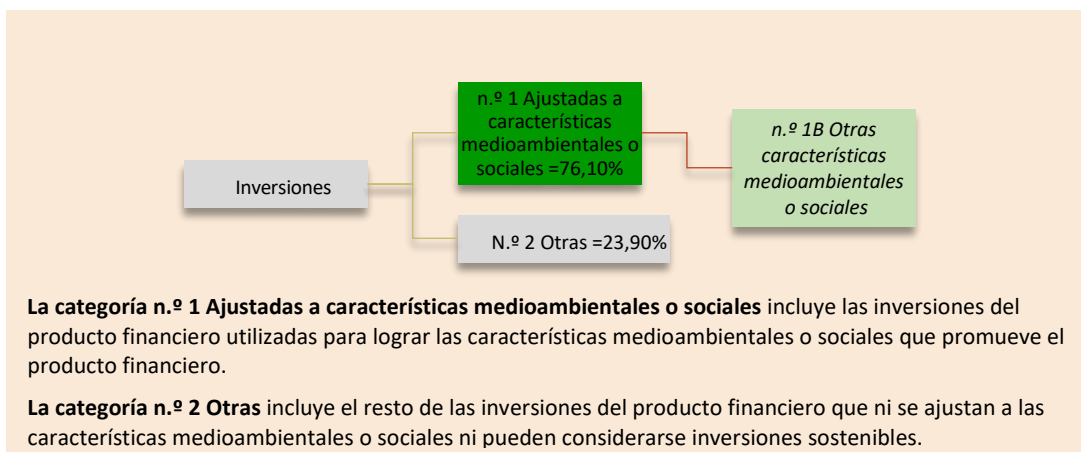 n.º 1 Ajustadas a
características
medioambientales o
sociales =76,10%
n.º 1B Otras
características
medioambientales
o sociales
Inversiones
N.º 2 Otras =23,90%
La categoría n.º 1 Ajustadas a características medioambientales o sociales incluye las inversiones del
producto financiero utilizadas para lograr las características medioambientales o sociales que promueve el
producto financiero.
La categoría n.º 2 Otras incluye el resto de las inversiones del producto financiero que ni se ajustan a las
características medioambientales o sociales ni pueden considerarse inversiones sostenibles.